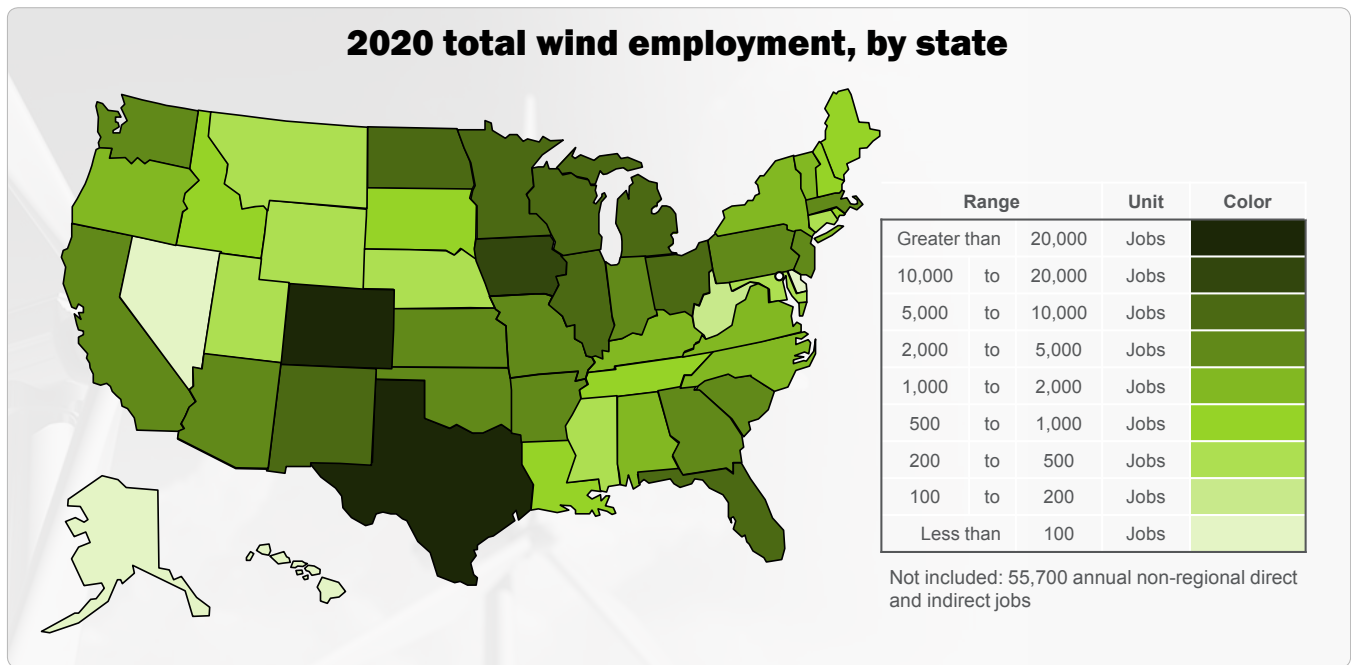 2020 total wind employment, by state
Range Unit Color
Greater than 20,000 Jobs
10,000 to 20,000 Jobs
5,000 to 10,000 Jobs
2,000 to 5,000 Jobs
1,000 to 2,000 Jobs
500 to 1,000 Jobs
200 to 500 Jobs
100 to 200 Jobs
Less than 100 Jobs
Not included: 55,700 annual non-regional direct
and indirect jobs